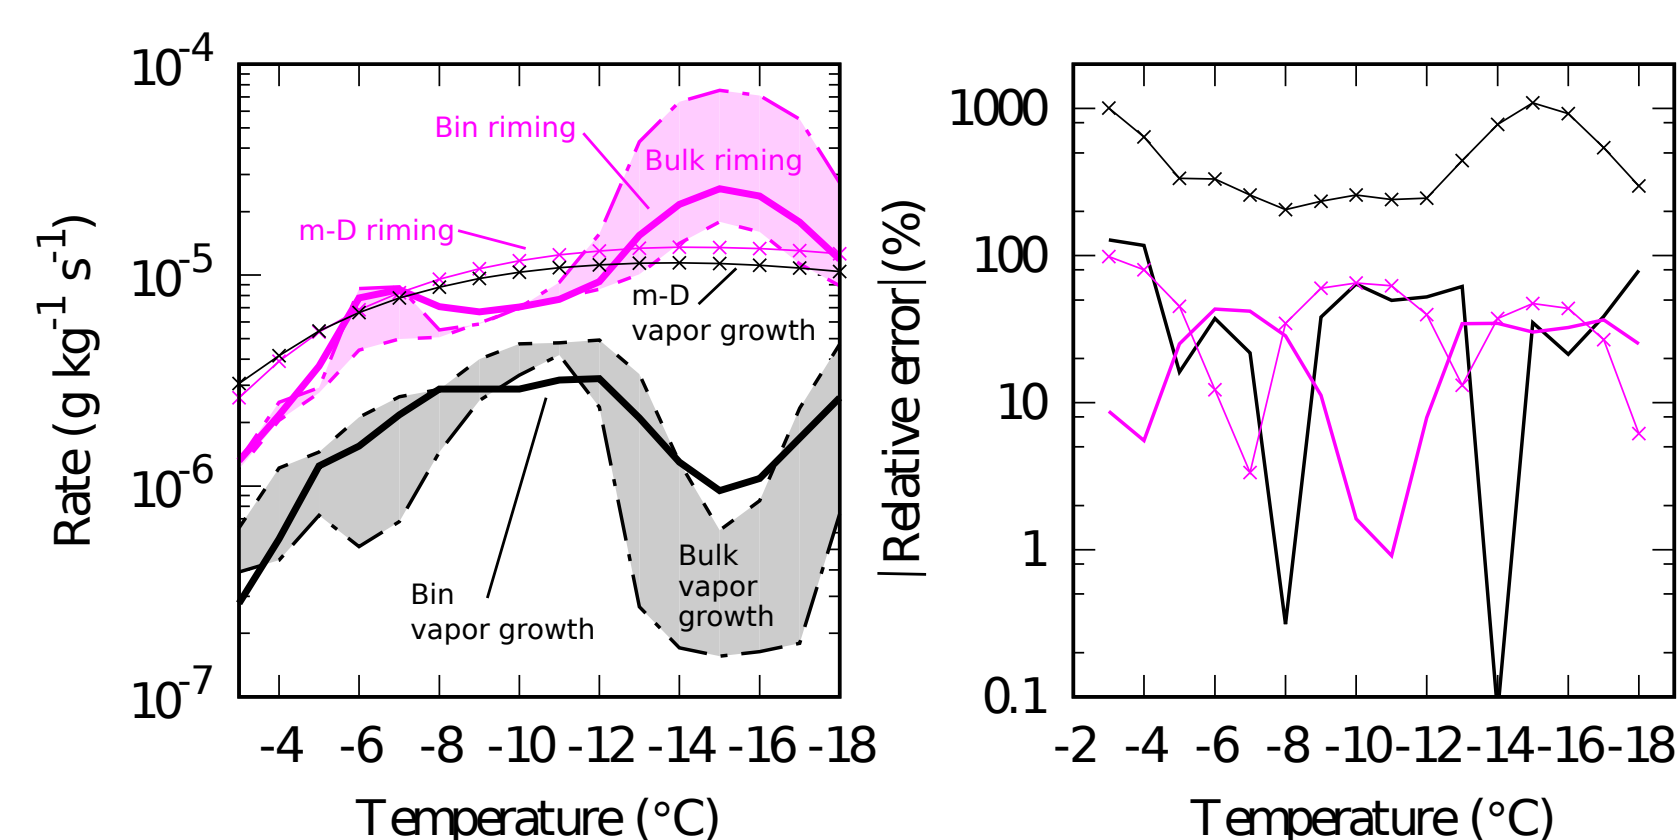 10-4
10-5
10-6
10-7
Rate (g kg-1 s-1)
Bin riming
Bulk riming
m-D riming
m-D
vapor growth
Bin
vapor growth
Bulk
vapor
growth
-4 -6 -8 -10 -12 -14 -16 -18
Temperature (°C)
1000
100
10
1
0.1
|Relative error| (%)
-2 -4 -6 -8 -10 -12 -14 -16 -18
Temperature (°C)